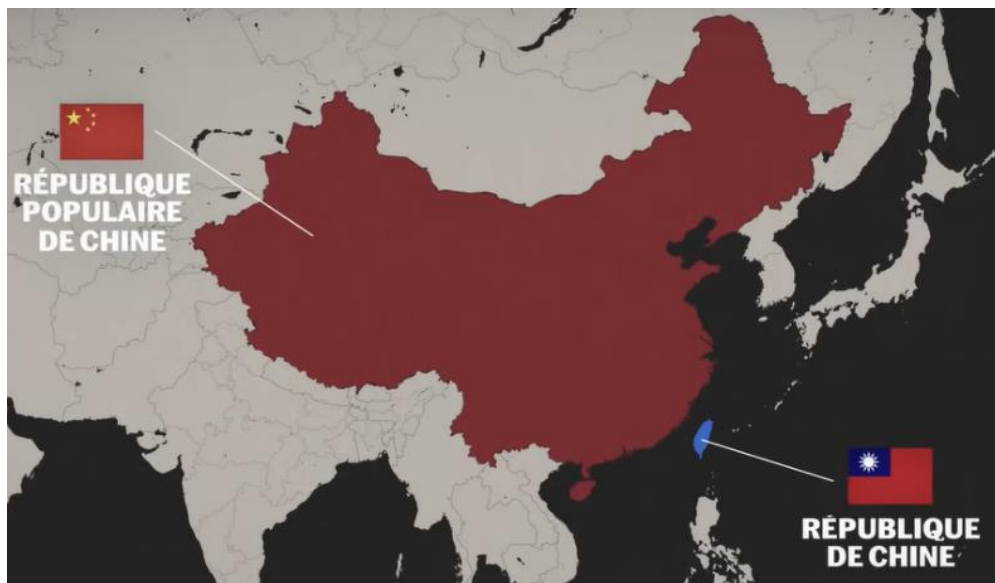 RÉPUBLIQUE
POPULAIRE
DE CHINE
RÉPUBLIQUE
DE CHINE